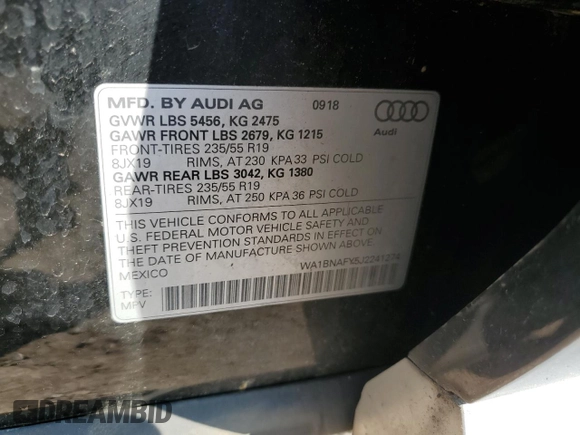 MFD. BY AUDI AG 0918
GVWR LBS 5456, KG 2475
GAWR FRONT LBS 2679, KG 1215
FRONT-TIRES 235/55 R19
8JX19 RIMS, AT 230 KPA 33 PSI COLD
GAWR REAR LBS 3042, KG 1380
REAR-TIRES 235/55 R19
8JX19 RIMS, AT 250 KPA 36 PSI COLD
Audi
THIS VEHICLE CONFORMS TO ALL APPLICABLE
U.S. FEDERAL MOTOR VEHICLE SAFETY AND
THEFT PREVENTION STANDARDS IN EFFECT ON
THE DATE OF MANUFACTURE SHOWN ABOVE.
MEXICO
TYPE:
MPV
DREAMBID